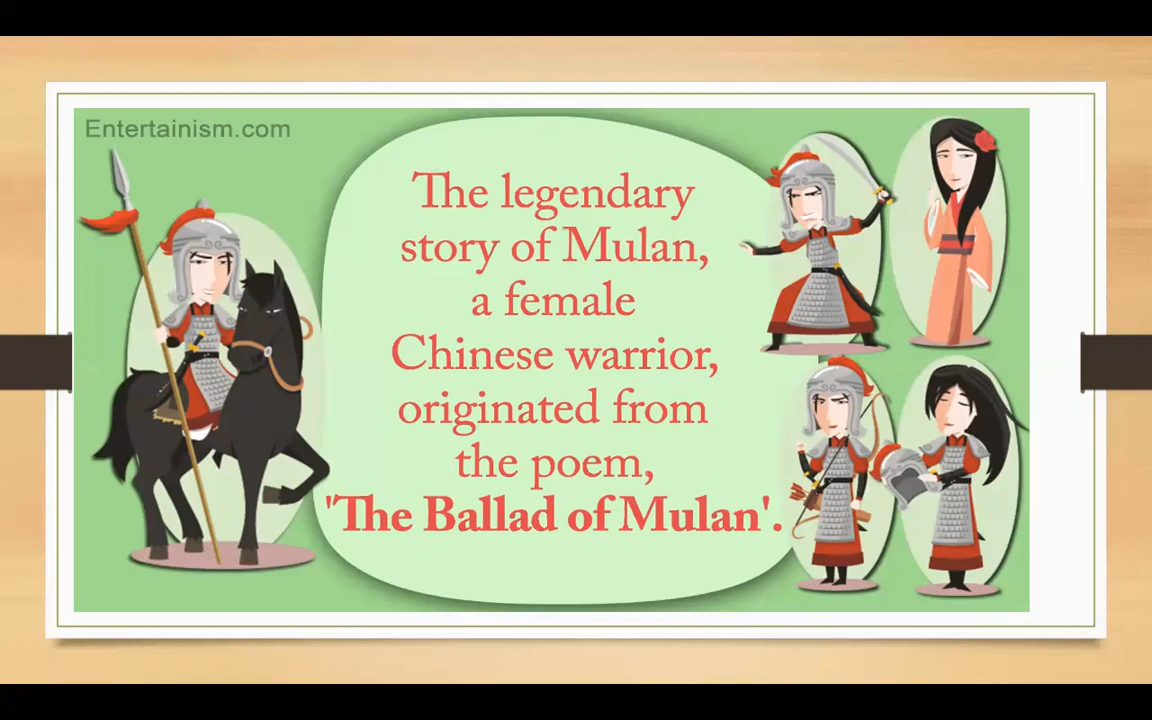 Entertainism.com
The legendary
story of Mulan,
a female
Chinese warrior,
originated from
the poem,
'The Ballad of Mulan'.